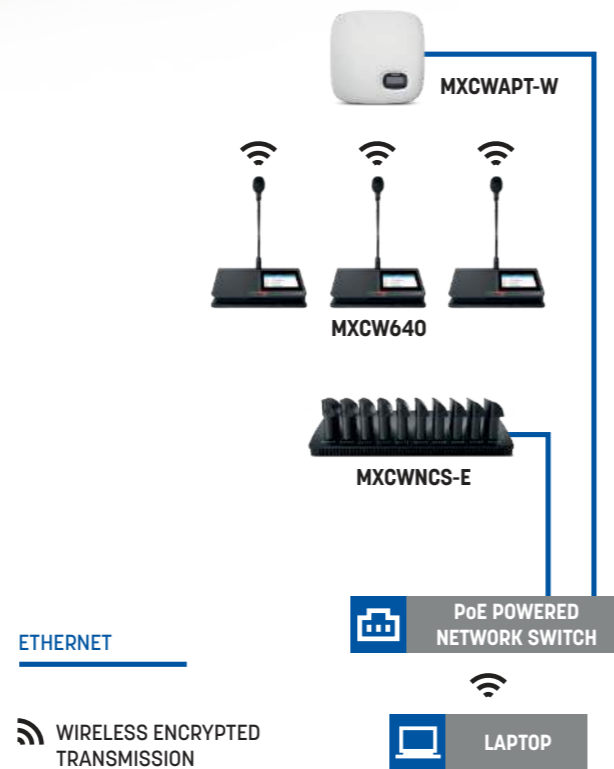 MXCWAPT-W
MXCW640
MXCWNCS-E
PoE POWERED
NETWORK SWITCH
ETHERNET
WIRELESS ENCRYPTED
TRANSMISSION
LAPTOP